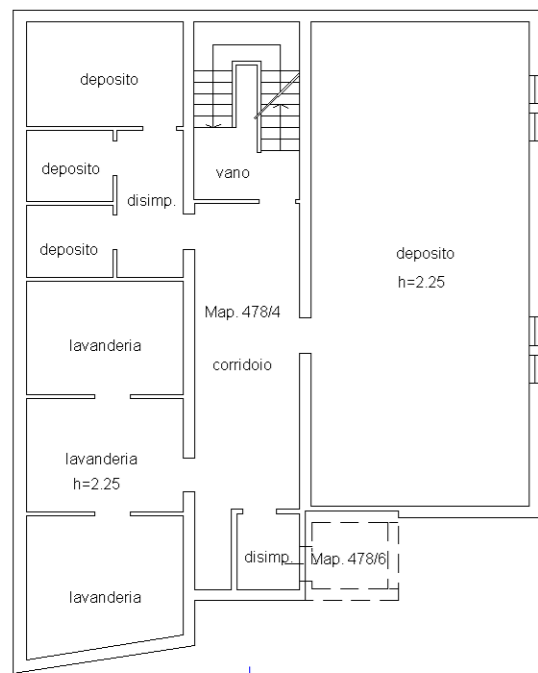 deposito
deposito
vano
disimp.
deposito
deposito
h=2.25
Map. 478/4
lavanderia
corridoio
lavanderia
h=2.25
disimp.
Map. 478/6
lavanderia